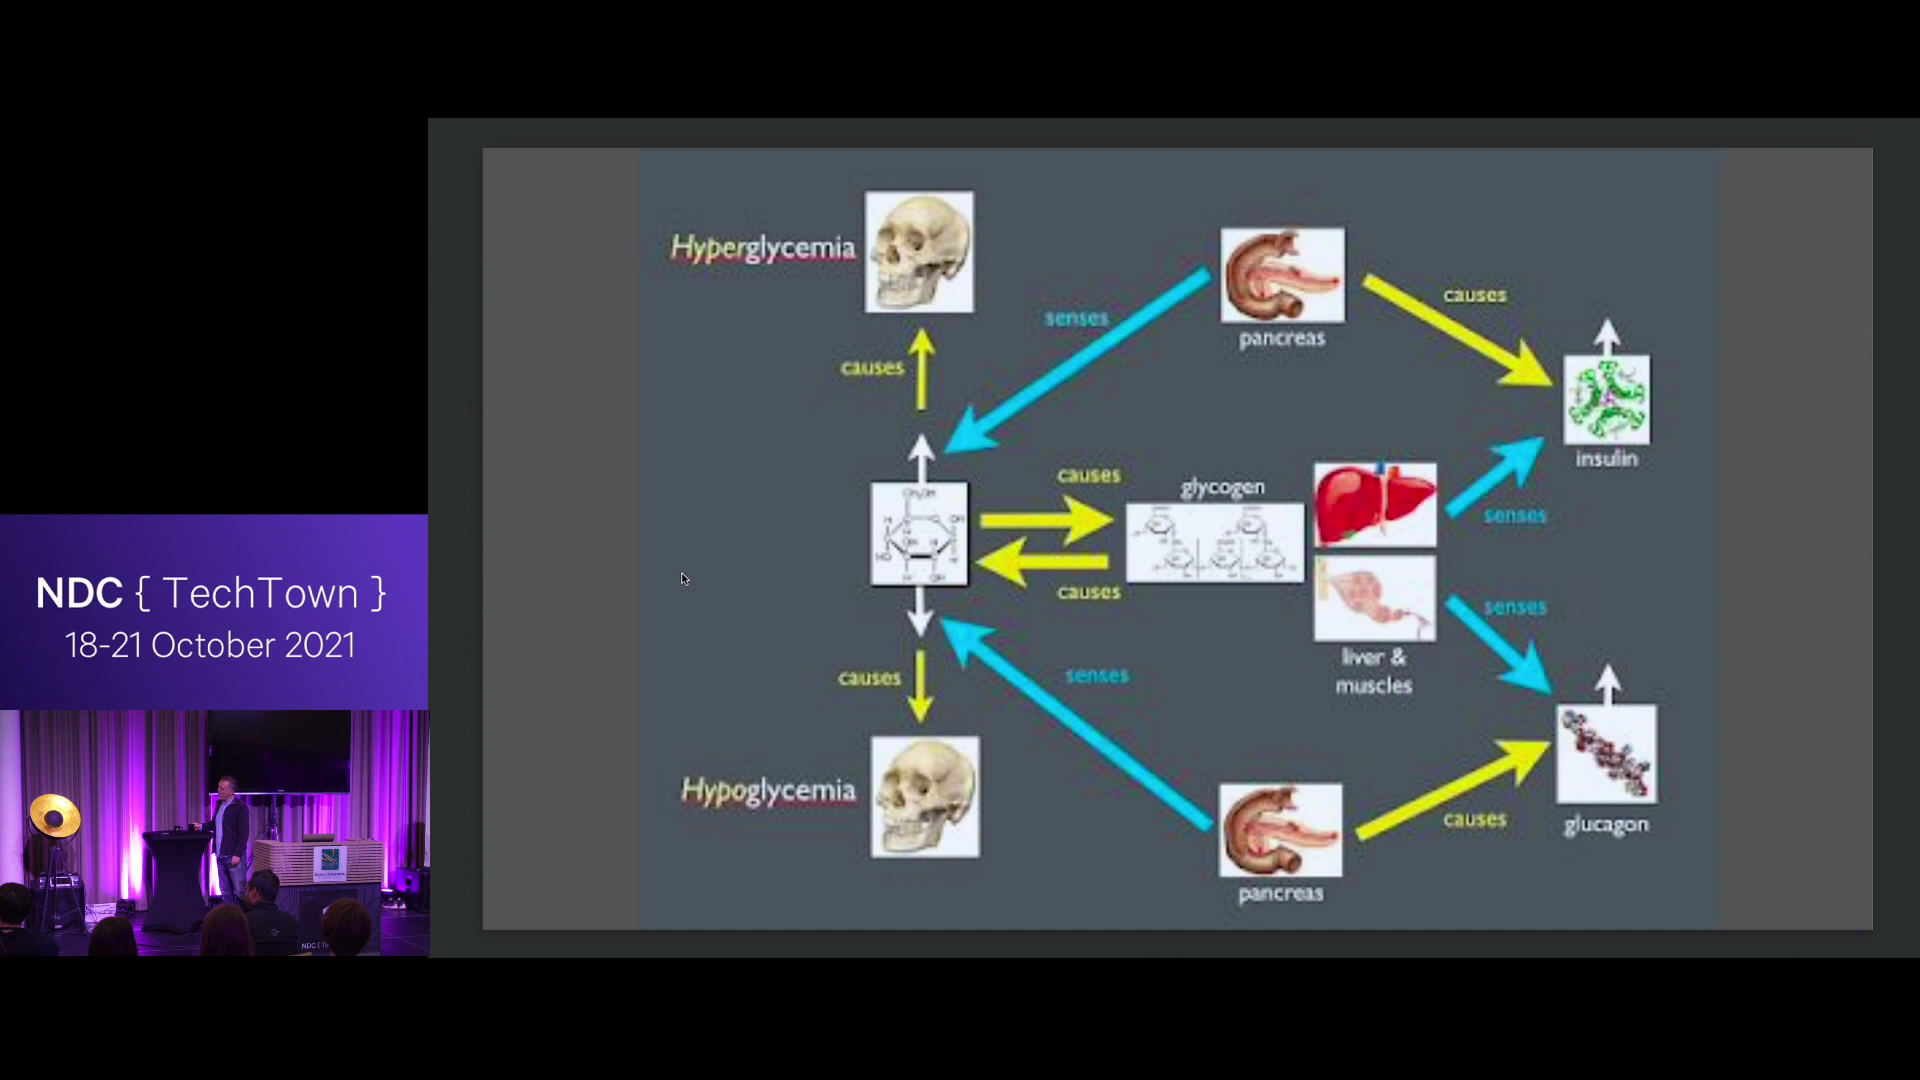 NDC { TechTown }
18-21 October 2021
Hyperglycemia
causes
senses
pancreas
causes
insulin
causes
glycogen
causes
senses
senses
liver &
muscles
causes
senses
Hypoglycemia
pancreas
causes
glucagon